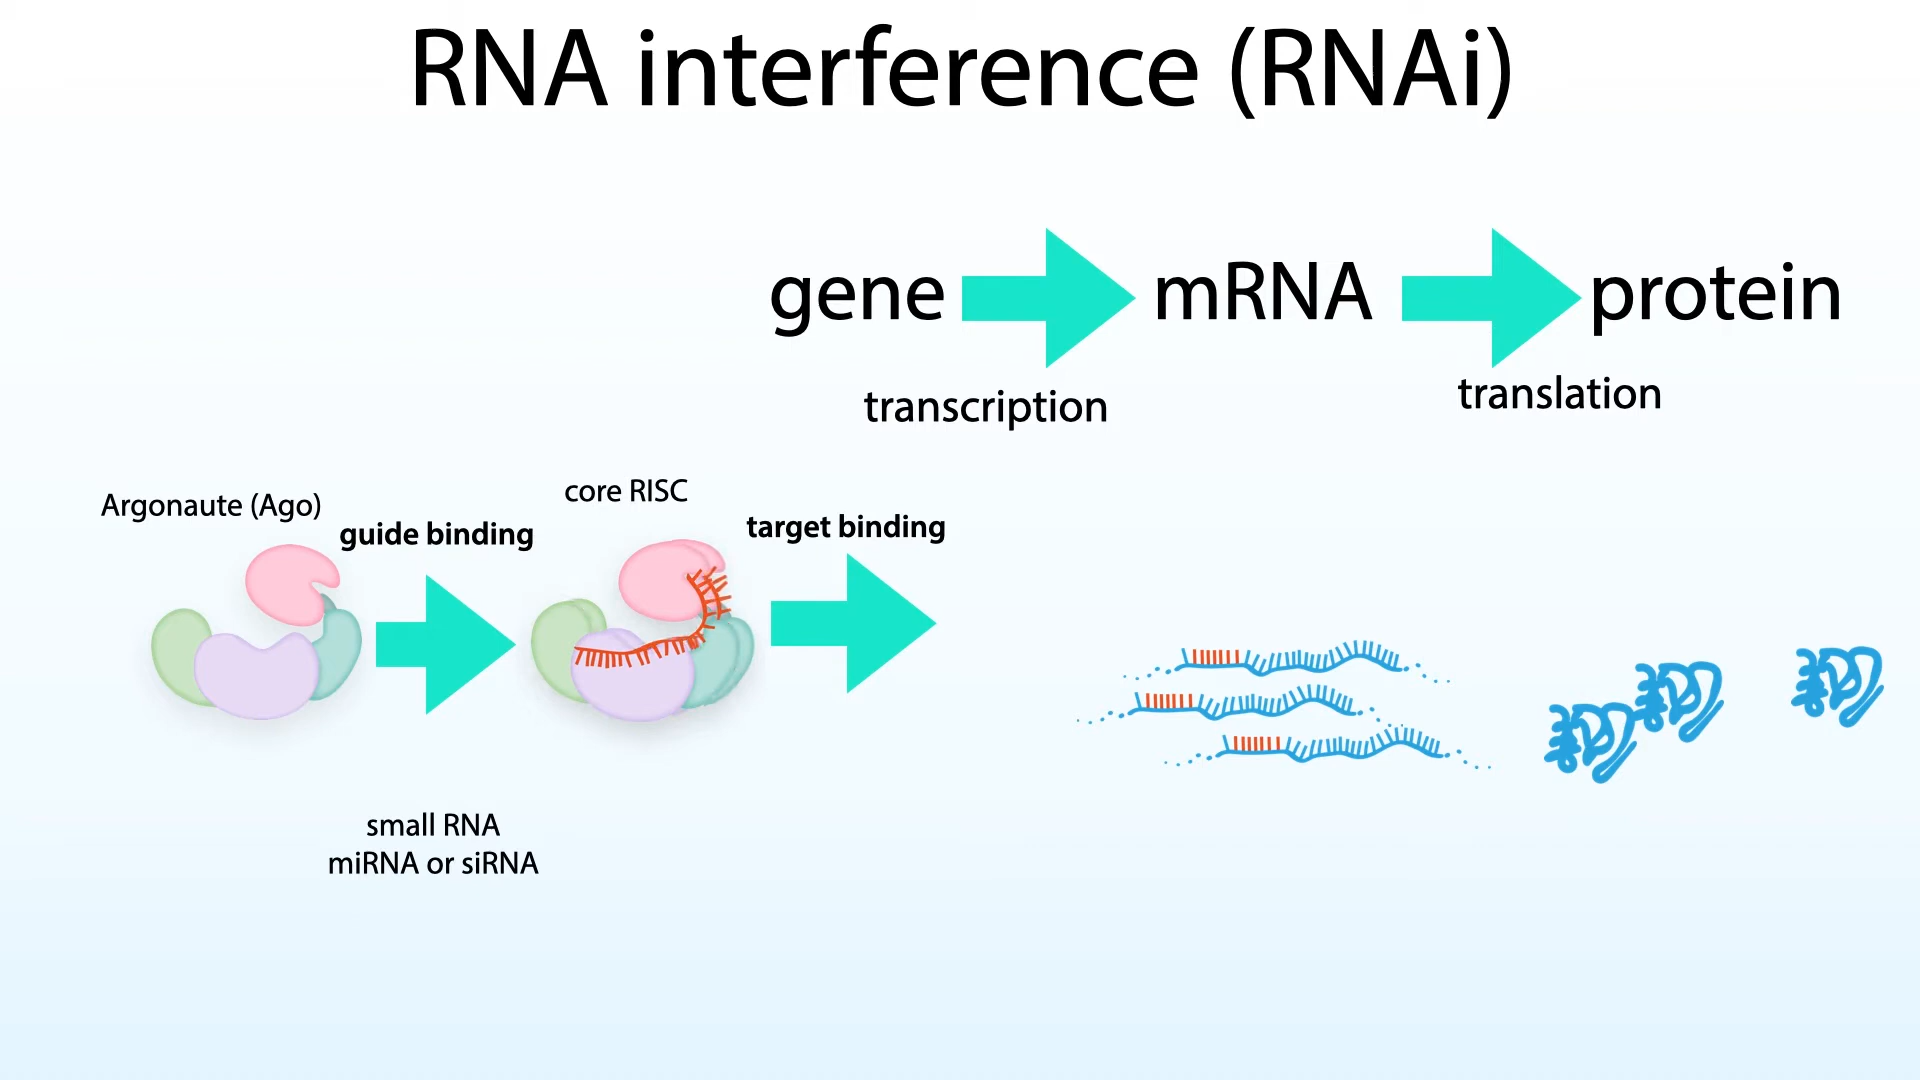 RNA interference (RNAi)
gene
mRNA
protein
transcription
translation
Argonaute (Ago)
guide binding
core RISC
target binding
small RNA
miRNA or siRNA